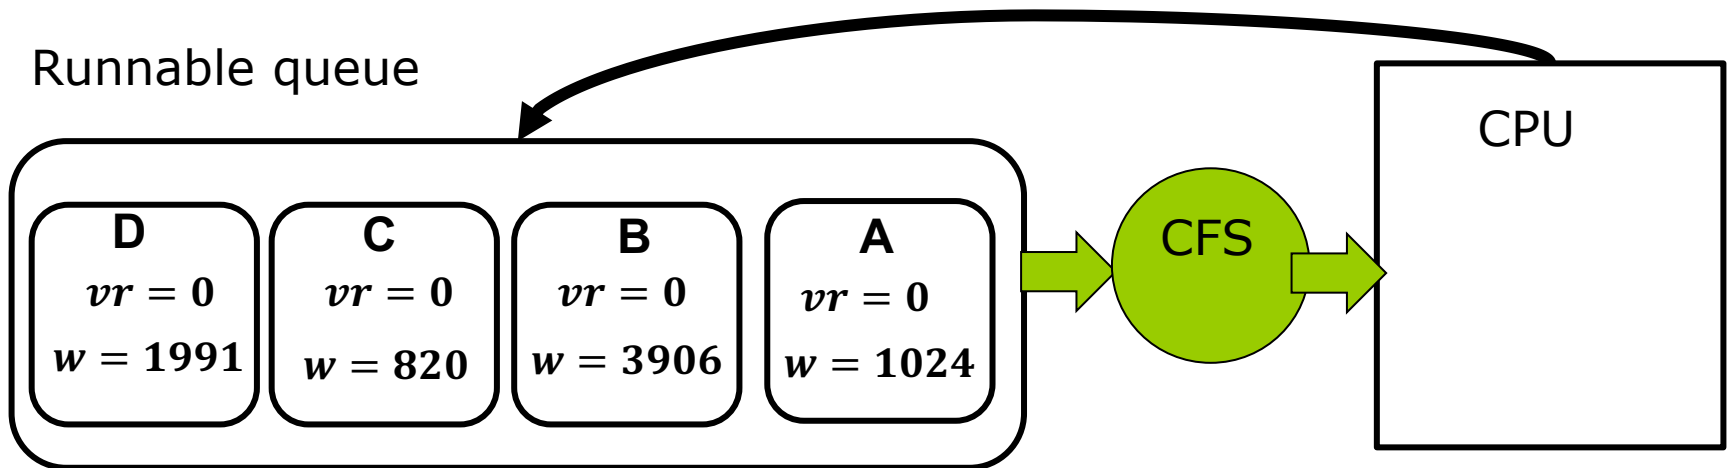 Runnable queue
CPU
D
vr = 0
w = 1991
C
vr = 0
w = 820
B
vr = 0
w = 3906
A
vr = 0
w = 1024
CFS